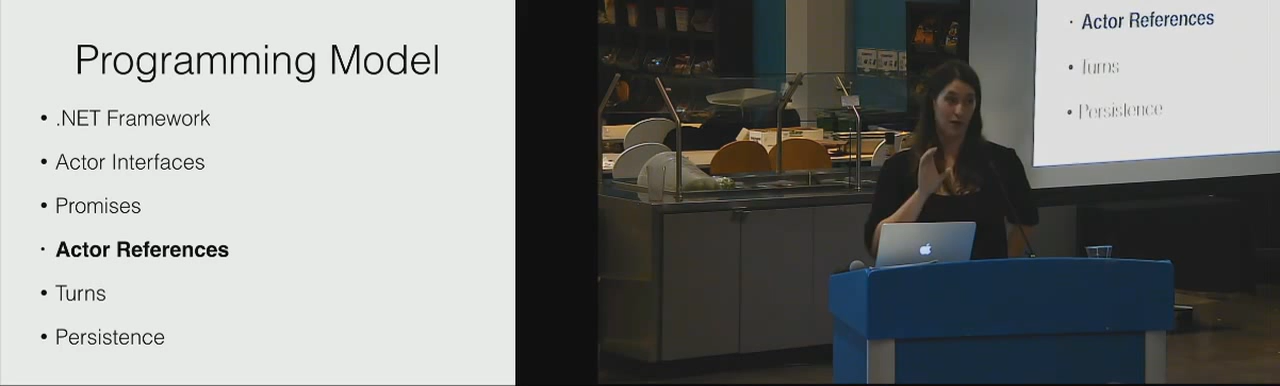 Programming Model
• .NET Framework
• Actor Interfaces
• Promises
· Actor References
• Turns
• Persistence
· Actor References
• Turns
• Persistence